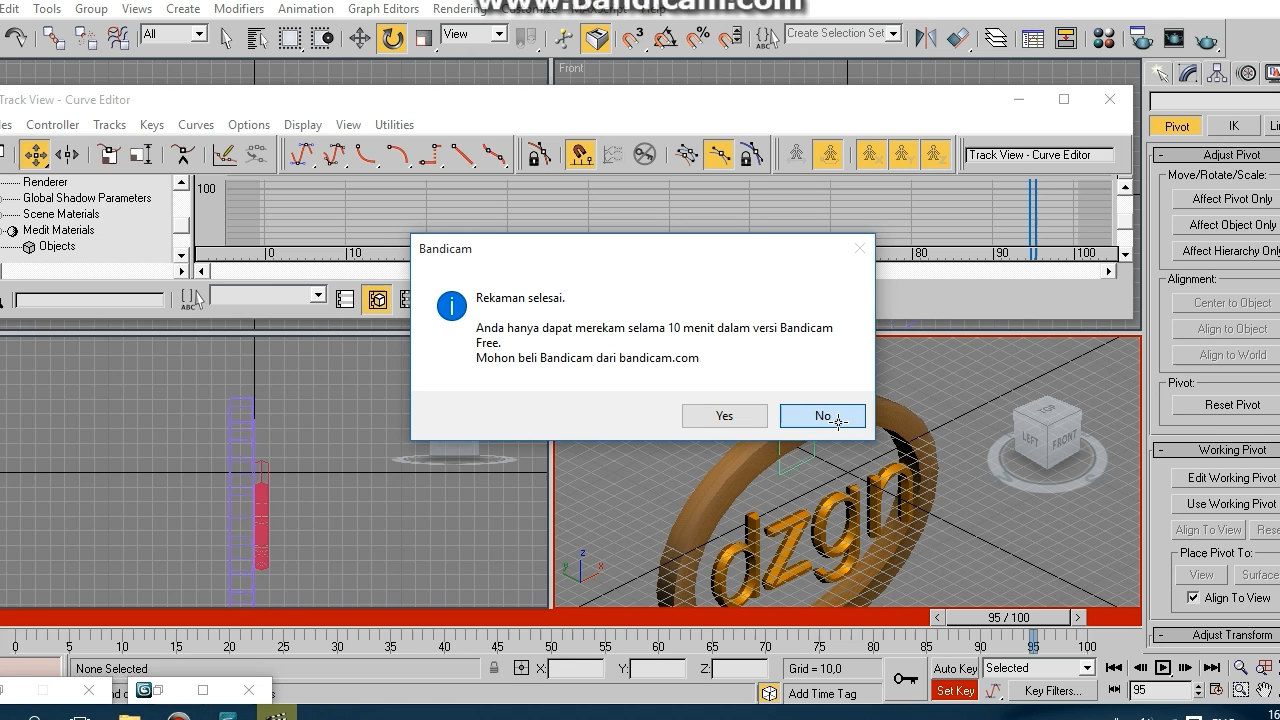 www.Bandicam.com
Edit Tools Group Views Create Modifiers Animation Graph Editors Rendering
All
View
Create Selection Set
Front
Track View - Curve Editor
Controller Tracks Keys Curves Options Display View Utilities
Track View - Curve Editor
Renderer
Global Shadow Parameters
Scene Materials
Medit Materials
Objects
100
0 10 80 90 100
ABC
Bandicam
Rekaman selesai.
Anda hanya dapat merekam selama 10 menit dalam versi Bandicam
Free.
Mohon beli Bandicam dari bandicam.com
Yes No
Pivot IK
Adjust Pivot
Move/Rotate/Scale:
Affect Pivot Only
Affect Object Only
Affect Hierarchy Only
Alignment:
Center to Object
Align to Object
Align to World
Pivot:
Reset Pivot
Working Pivot
Edit Working Pivot
Use Working Pivot
Align To View
Place Pivot To:
View Surface
Align To View
Adjust Transform
TOP
LEFT FRONT
dzgn
z
y x
95 / 100
0 5 10 15 20 25 30 35 40 45 50 55 60 65 70 75 80 85 90 95 100
None Selected X: Y: Z: Grid = 10,0 Auto Key Selected
Add Time Tag Set Key Key Filters... 95